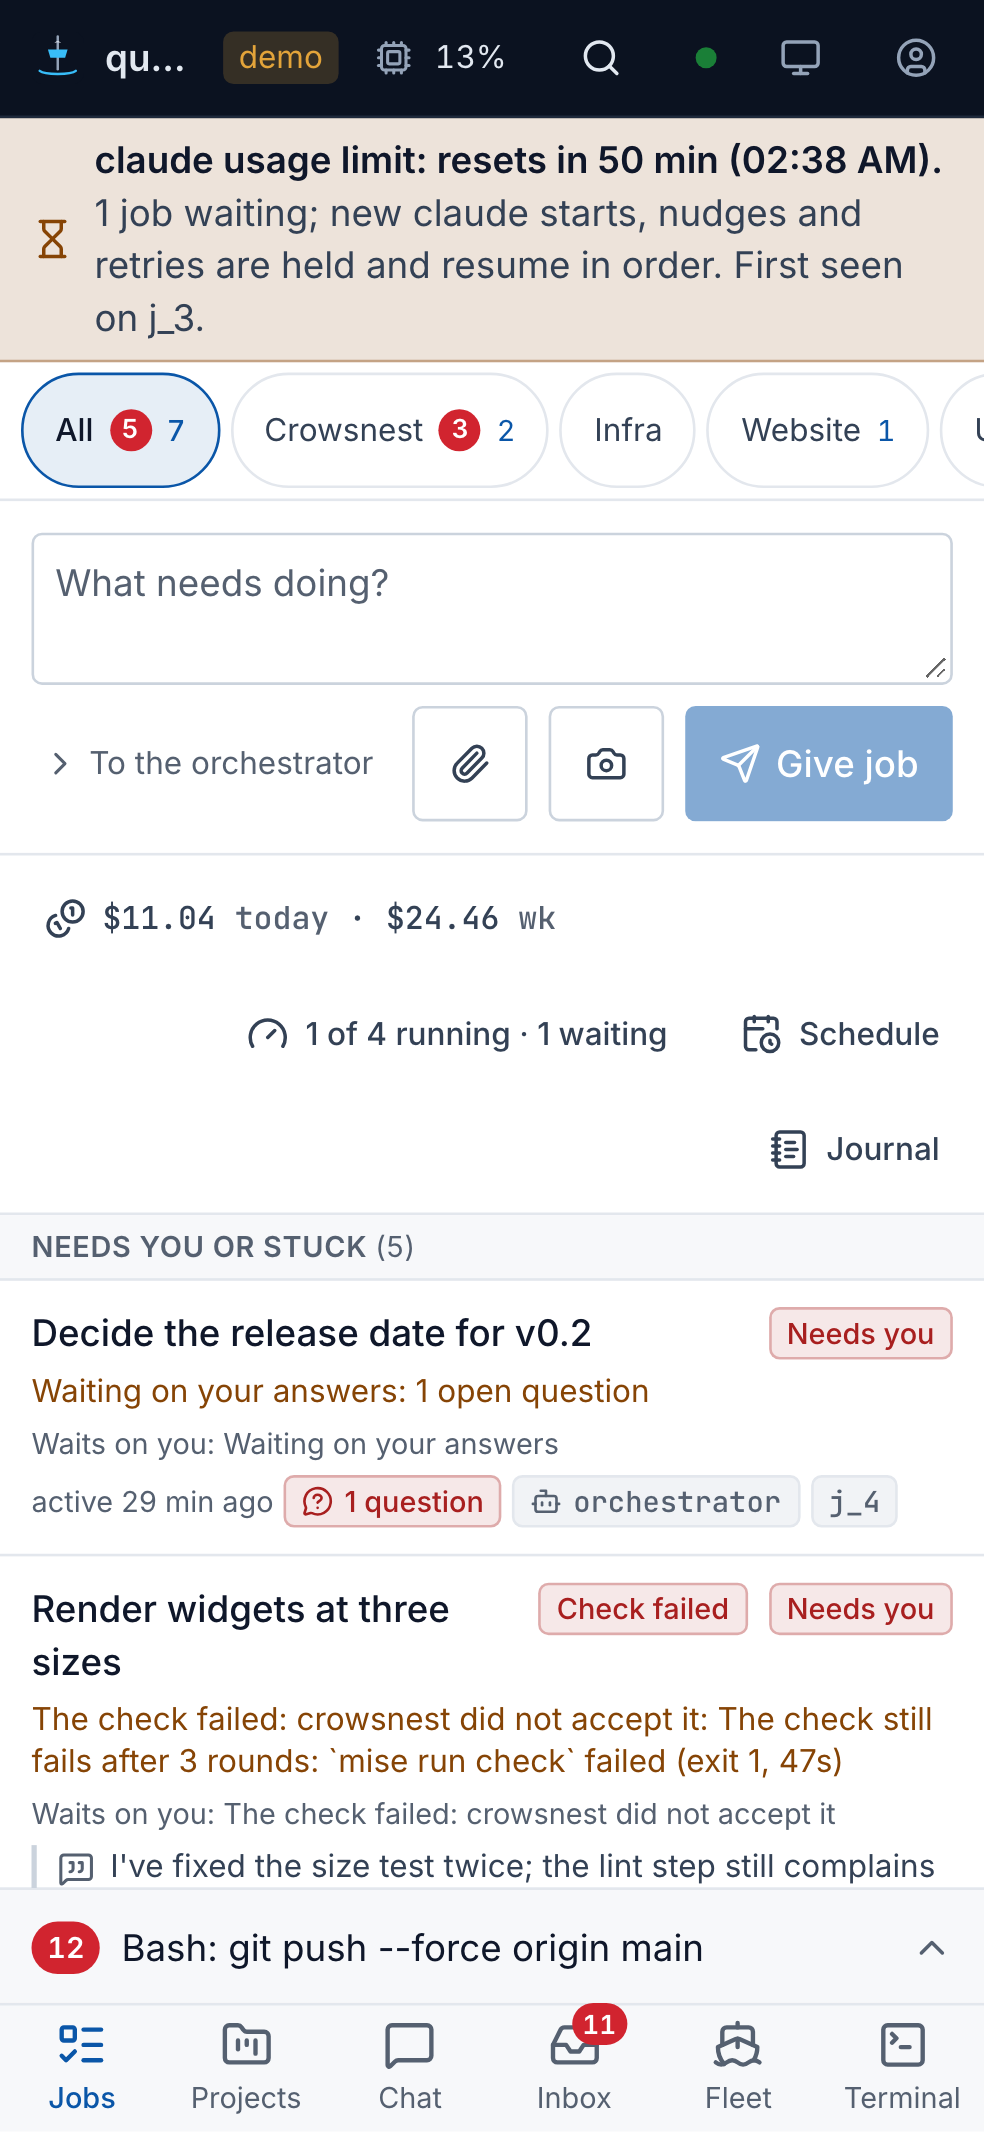 qu...
demo
13%
claude usage limit: resets in 50 min (02:38 AM).
1 job waiting; new claude starts, nudges and
retries are held and resume in order. First seen
on j_3.
All 5 7
Crowsnest 3 2
Infra
Website 1
What needs doing?
To the orchestrator
Give job
$11.04 today · $24.46 wk
1 of 4 running · 1 waiting
Schedule
Journal
NEEDS YOU OR STUCK (5)
Decide the release date for v0.2
Needs you
Waiting on your answers: 1 open question
Waits on you: Waiting on your answers
active 29 min ago
1 question
orchestrator
j_4
Render widgets at three
sizes
Check failed
Needs you
The check failed: crowsnest did not accept it: The check still
fails after 3 rounds: `mise run check` failed (exit 1, 47s)
Waits on you: The check failed: crowsnest did not accept it
I've fixed the size test twice; the lint step still complains
12 Bash: git push --force origin main
11
Jobs
Projects
Chat
Inbox
Fleet
Terminal